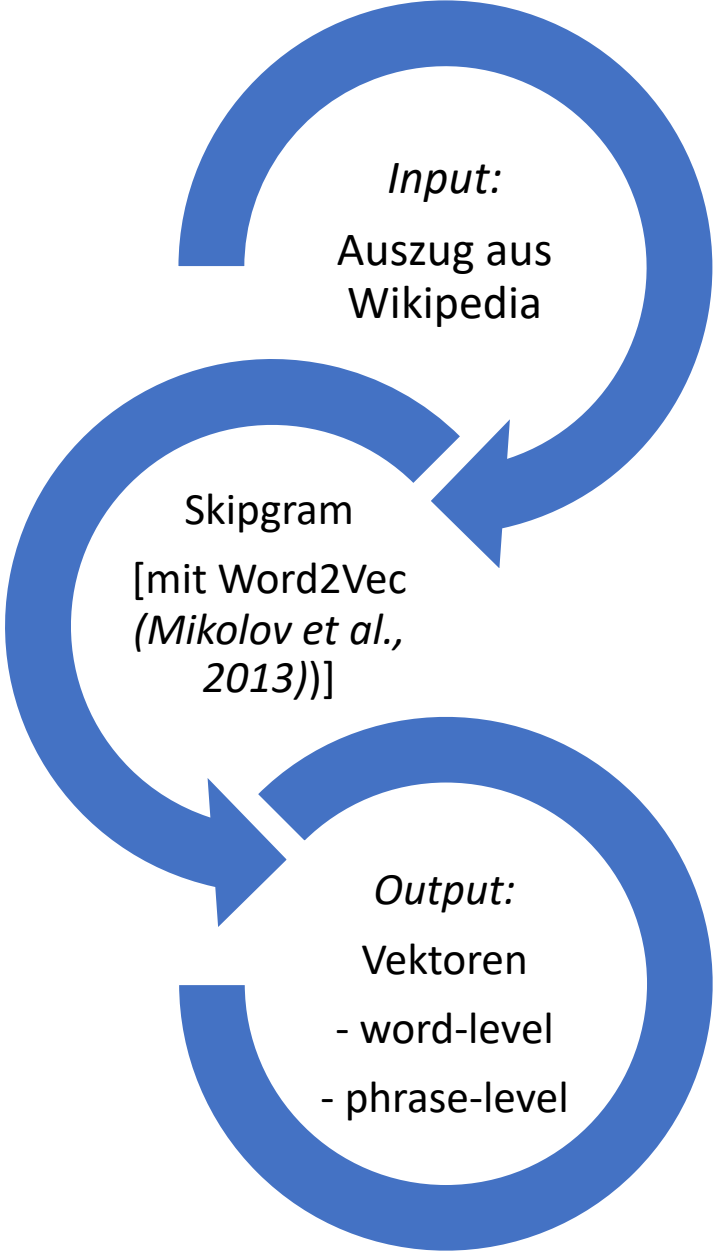 Input:
Auszug aus
Wikipedia
Skipgram
[mit Word2Vec
(Mikolov et al.,
2013))]
Output:
Vektoren
- word-level
- phrase-level